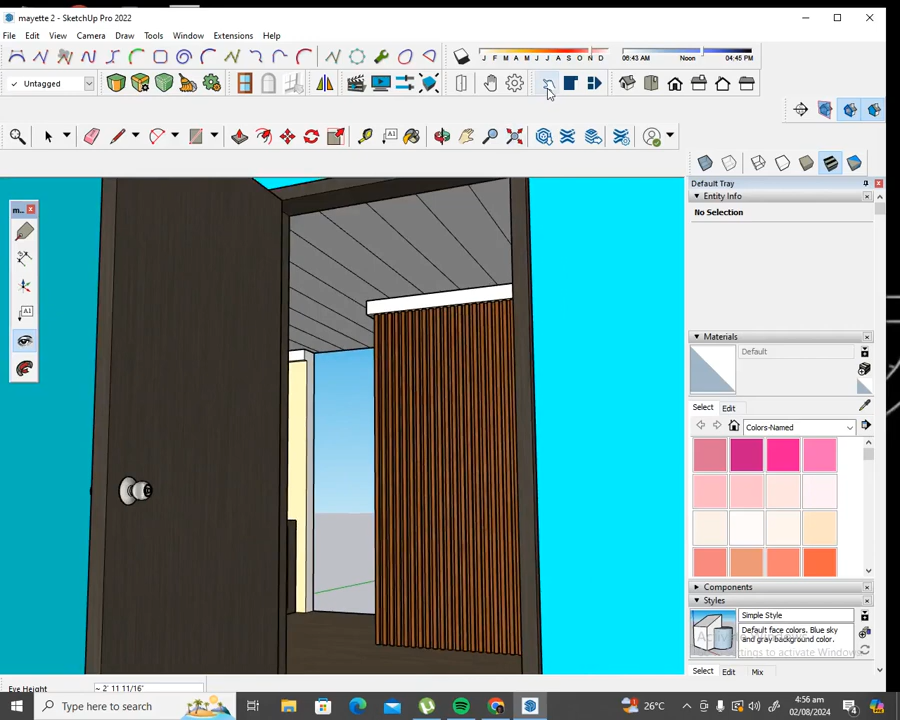 mayette 2 - SketchUp Pro 2022
File Edit View Camera Draw Tools Window Extensions Help
J F M A M J J A S O N D
06:43 AM Noon 04:45 PM
Untagged
Default Tray
Entity Info
No Selection
m...
Materials
Default
Select Edit
Colors-Named
Components
Styles
Simple Style
Default face colors. Blue sky
and gray background color.
Select Edit Mix
Eye Height ~ 2' 11 11/16"
Type here to search
26°C
4:56 am
02/08/2024
4